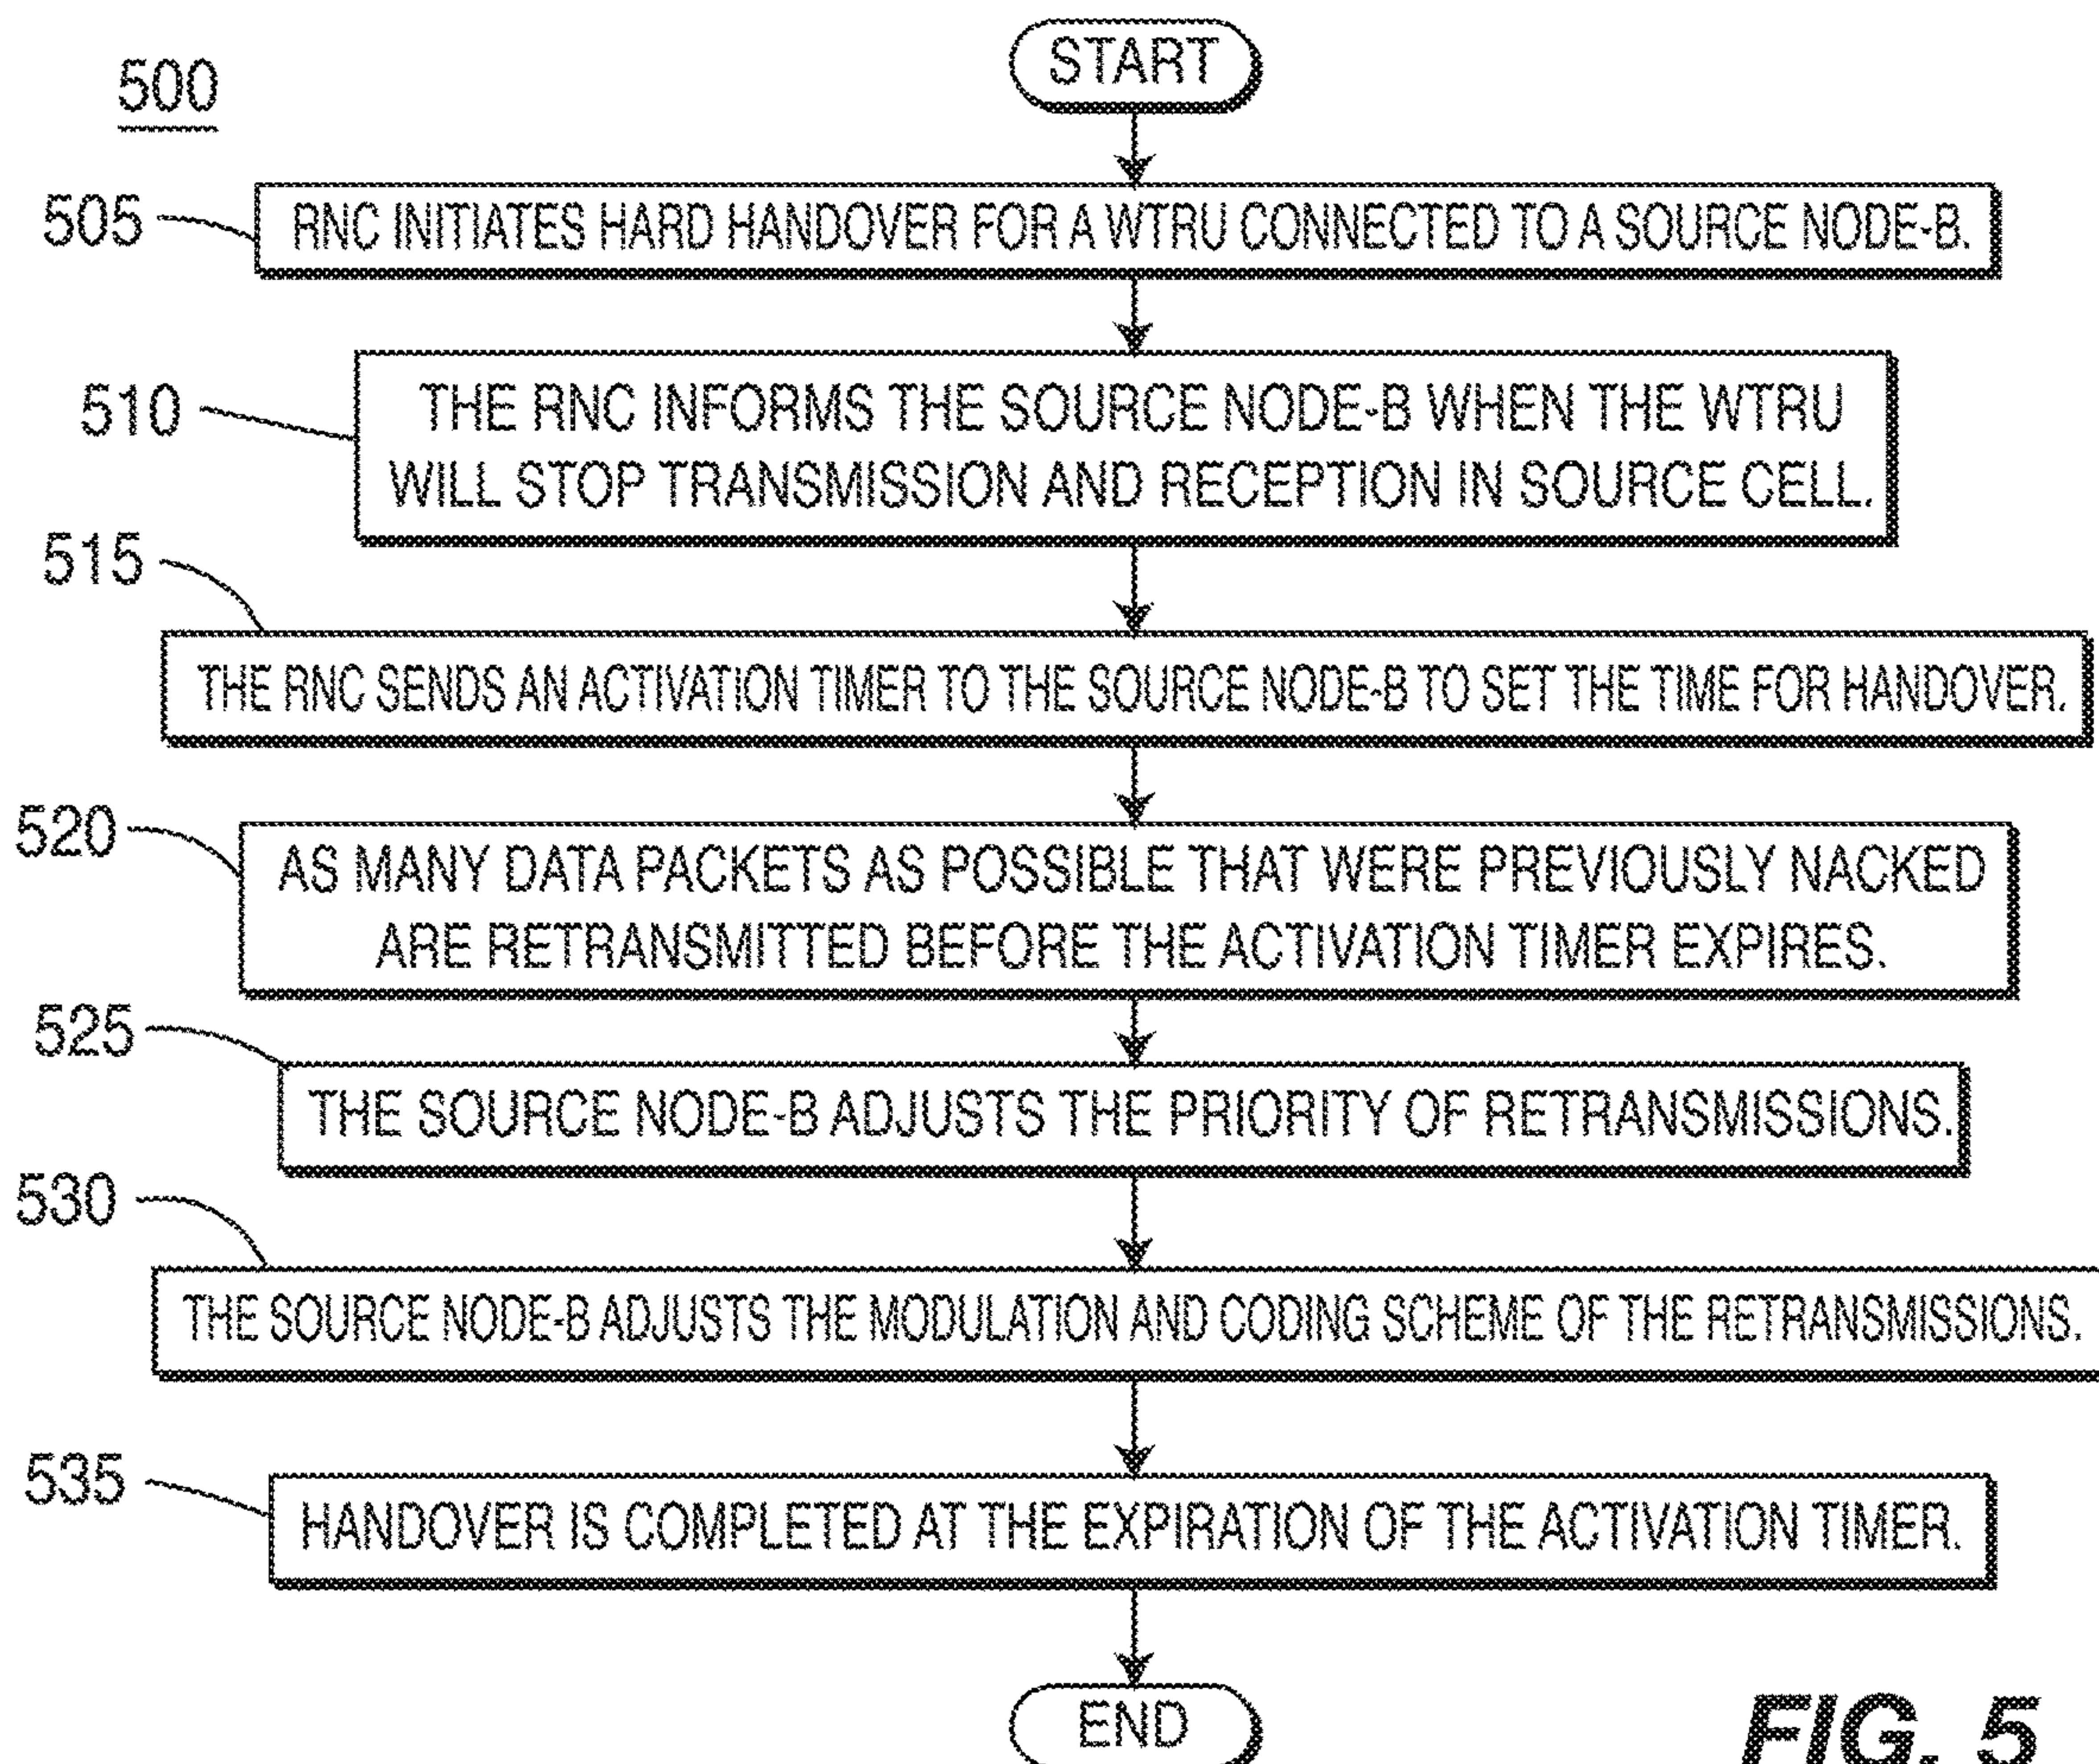 500
START
505
RNC INITIATES HARD HANDOVER FOR A WTRU CONNECTED TO A SOURCE NODE-B.
510
THE RNC INFORMS THE SOURCE NODE-B WHEN THE WTRU
WILL STOP TRANSMISSION AND RECEPTION IN SOURCE CELL.
515
THE RNC SENDS AN ACTIVATION TIMER TO THE SOURCE NODE-B TO SET THE TIME FOR HANDOVER.
520
AS MANY DATA PACKETS AS POSSIBLE THAT WERE PREVIOUSLY NACKED
ARE RETRANSMITTED BEFORE THE ACTIVATION TIMER EXPIRES.
525
THE SOURCE NODE-B ADJUSTS THE PRIORITY OF RETRANSMISSIONS.
530
THE SOURCE NODE-B ADJUSTS THE MODULATION AND CODING SCHEME OF THE RETRANSMISSIONS.
535
HANDOVER IS COMPLETED AT THE EXPIRATION OF THE ACTIVATION TIMER.
END
FIG. 5